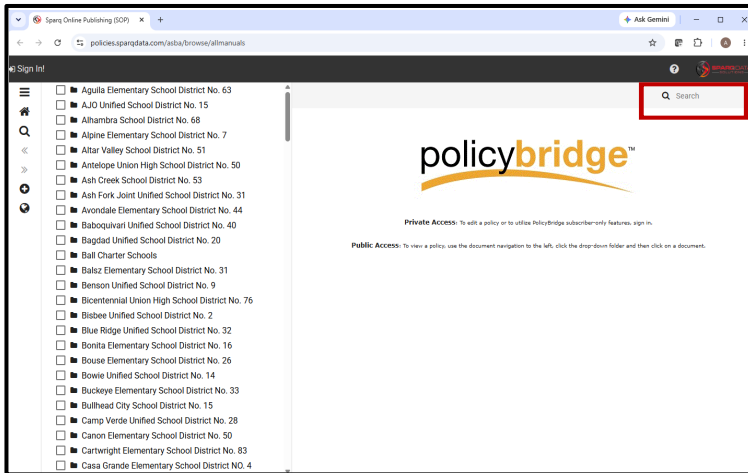 Sparq Online Publishing (SOP)
Ask Gemini
policies.sparqdata.com/asba/browse/allmanuals
A
Sign In!
Aguila Elementary School District No. 63
AJO Unified School District No. 15
Alhambra School District No. 68
Alpine Elementary School District No. 7
Altar Valley School District No. 51
Antelope Union High School District No. 50
Ash Creek School District No. 53
Ash Fork Joint Unified School District No. 31
Avondale Elementary School District No. 44
Baboquivari Unified School District No. 40
Bagdad Unified School District No. 20
Ball Charter Schools
Balsz Elementary School District No. 31
Benson Unified School District No. 9
Bicentennial Union High School District No. 76
Bisbee Unified School District No. 2
Blue Ridge Unified School District No. 32
Bonita Elementary School District No. 16
Bouse Elementary School District No. 26
Bowie Unified School District No. 14
Buckeye Elementary School District No. 33
Bullhead City School District No. 15
Camp Verde Unified School District No. 28
Canon Elementary School District No. 50
Cartwright Elementary School District No. 83
Casa Grande Elementary School District NO. 4
Search
policybridge™
Private Access: To edit a policy or to utilize PolicyBridge subscriber-only features, sign in.
Public Access: To view a policy, use the document navigation to the left, click the drop-down folder and then click on a document.